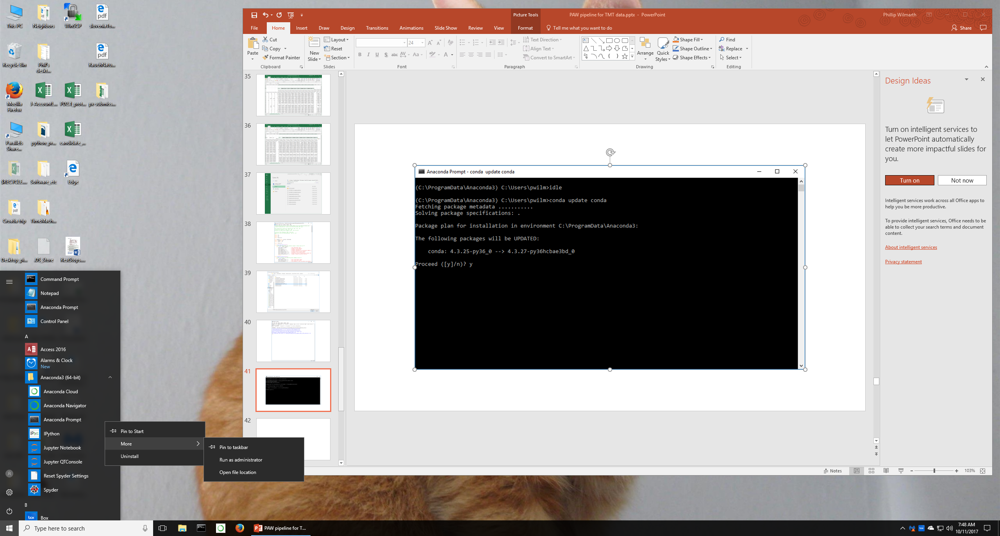 This PC
Neighbors
WinSCP
sloveniaTo...
Recycle Bin
Phil's
deskt...
RauchNatu...
Mozilla
Firefox
J-AccountL...
PD2.1_prot...
px-submiss...
Parallels
Share...
python_pr...
candidate_...
$RECYCLE....
Software_etc
Edge
Croatia trip
TimeMach...
Desktop_pi...
.DS_Store
RestStops....
Command Prompt
Notepad
Anaconda Prompt
Control Panel
A
Access 2016
Alarms & Clock
New
Anaconda3 (64-bit)
Anaconda Cloud
Anaconda Navigator
Anaconda Prompt
IPython
Jupyter Notebook
Jupyter QTConsole
Reset Spyder Settings
Spyder
B
box Box
Pin to Start
More
Uninstall
Pin to taskbar
Run as administrator
Open file location
Picture Tools
PAW pipeline for TMT data.pptx - PowerPoint
Phillip Wilmarth
File Home Insert Draw Design Transitions Animations Slide Show Review View Format Tell me what you want to do
Share
Paste
Cut
Copy
Format Painter
Clipboard
New
Slide
Layout
Reset
Section
Slides
24
B I U S abc AV Aa A
Font
Text Direction
Align Text
Convert to SmartArt
Paragraph
Arrange
Quick
Styles
Shape Fill
Shape Outline
Shape Effects
Drawing
Find
Replace
Select
Editing
35
36
37
38
39
40
41
42
Anaconda Prompt - conda  update conda
(C:\ProgramData\Anaconda3) C:\Users\pwilm>idle
(C:\ProgramData\Anaconda3) C:\Users\pwilm>conda update conda
Fetching package metadata ...........
Solving package specifications: .
Package plan for installation in environment C:\ProgramData\Anaconda3:
The following packages will be UPDATED:
conda: 4.3.25-py36_0 --> 4.3.27-py36hcbae3bd_0
Proceed ([y]/n)? y
Design Ideas
Turn on intelligent services to
let PowerPoint automatically
create more impactful slides for
you.
Turn on
Not now
Intelligent services work across all Office apps to
help you be more productive.
To provide intelligent services, Office needs to be
able to collect your search terms and document
content.
About intelligent services
Privacy statement
Notes
103%
Type here to search
PAW pipeline for T...
7:48 AM
10/11/2017